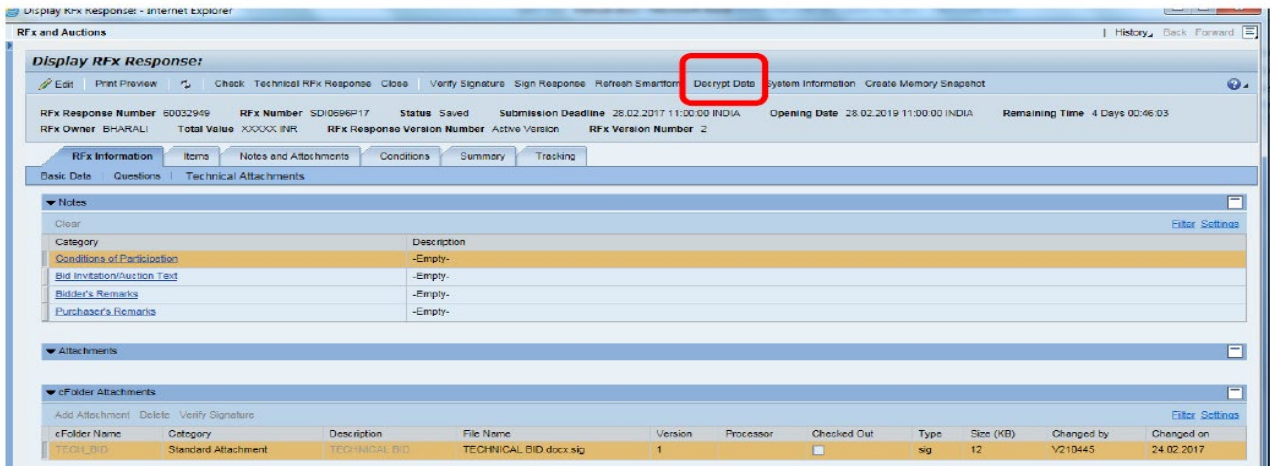 Display RFx Response: - Internet Explorer
RFx and Auctions | History Back Forward
Display RFx Response:
Edit | Print Preview | Check Technical RFx Response Close | Verify Signature Sign Response Refresh Smartform Decrypt Data System Information Create Memory Snapshot
RFx Response Number 60032949 RFx Number SDI0696P17 Status Saved Submission Deadline 28.02.2017 11:00:00 INDIA Opening Date 28.02.2019 11:00:00 INDIA Remaining Time 4 Days 00:46:03
RFx Owner BHARALI Total Value XXXXX INR RFx Response Version Number Active Version RFx Version Number 2
RFx Information Items Notes and Attachments Conditions Summary Tracking
Basic Data | Questions | Technical Attachments
Notes
Clear Filter Settings
Category Description
Conditions of Participation -Empty-
Bid Invitation/Auction Text -Empty-
Bidder's Remarks -Empty-
Purchaser's Remarks -Empty-
Attachments
cFolder Attachments
Add Attachment Delete Verify Signature Filter Settings
cFolder Name Category Description File Name Version Processor Checked Out Type Size (KB) Changed by Changed on
TECH_BID Standard Attachment TECHNICAL BID TECHNICAL BID.docx.sig 1 sig 12 V210445 24.02.2017